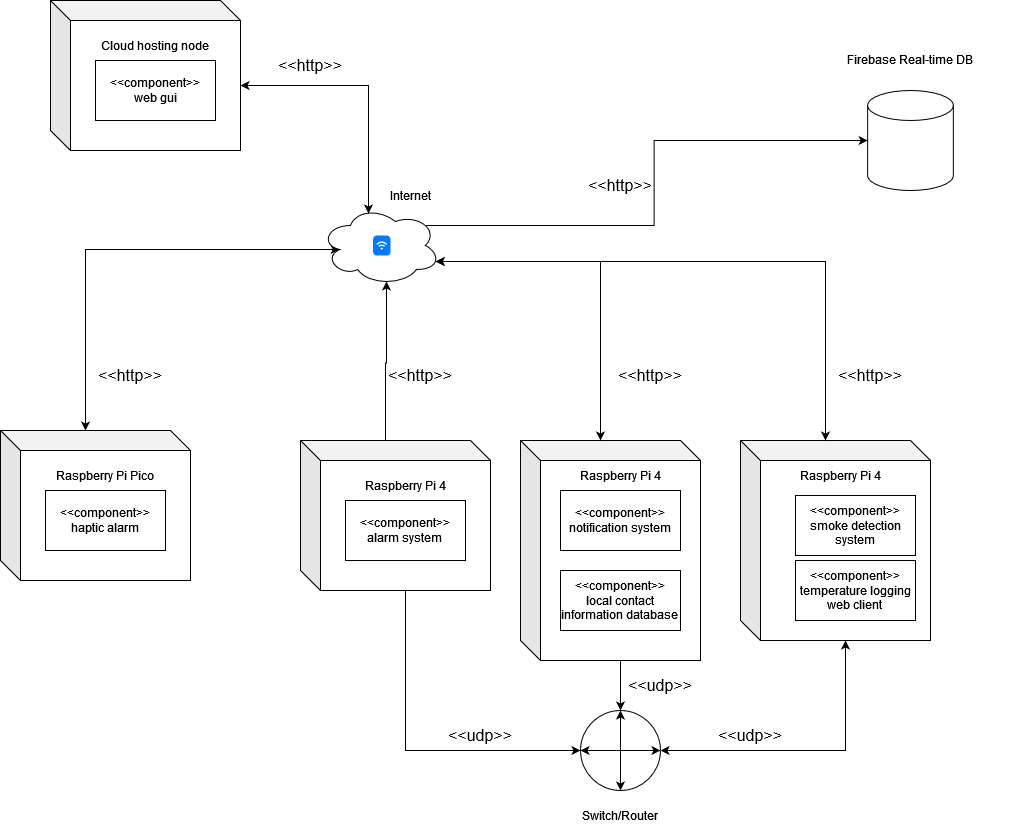 Cloud hosting node
<<component>>
web gui
<<http>>
Firebase Real-time DB
<<http>>
Internet
<<http>>
<<http>>
<<http>>
<<http>>
Raspberry Pi Pico
<<component>>
haptic alarm
Raspberry Pi 4
<<component>>
alarm system
Raspberry Pi 4
<<component>>
notification system
<<component>>
local contact
information database
Raspberry Pi 4
<<component>>
smoke detection
system
<<component>>
temperature logging
web client
<<udp>>
<<udp>>
<<udp>>
Switch/Router